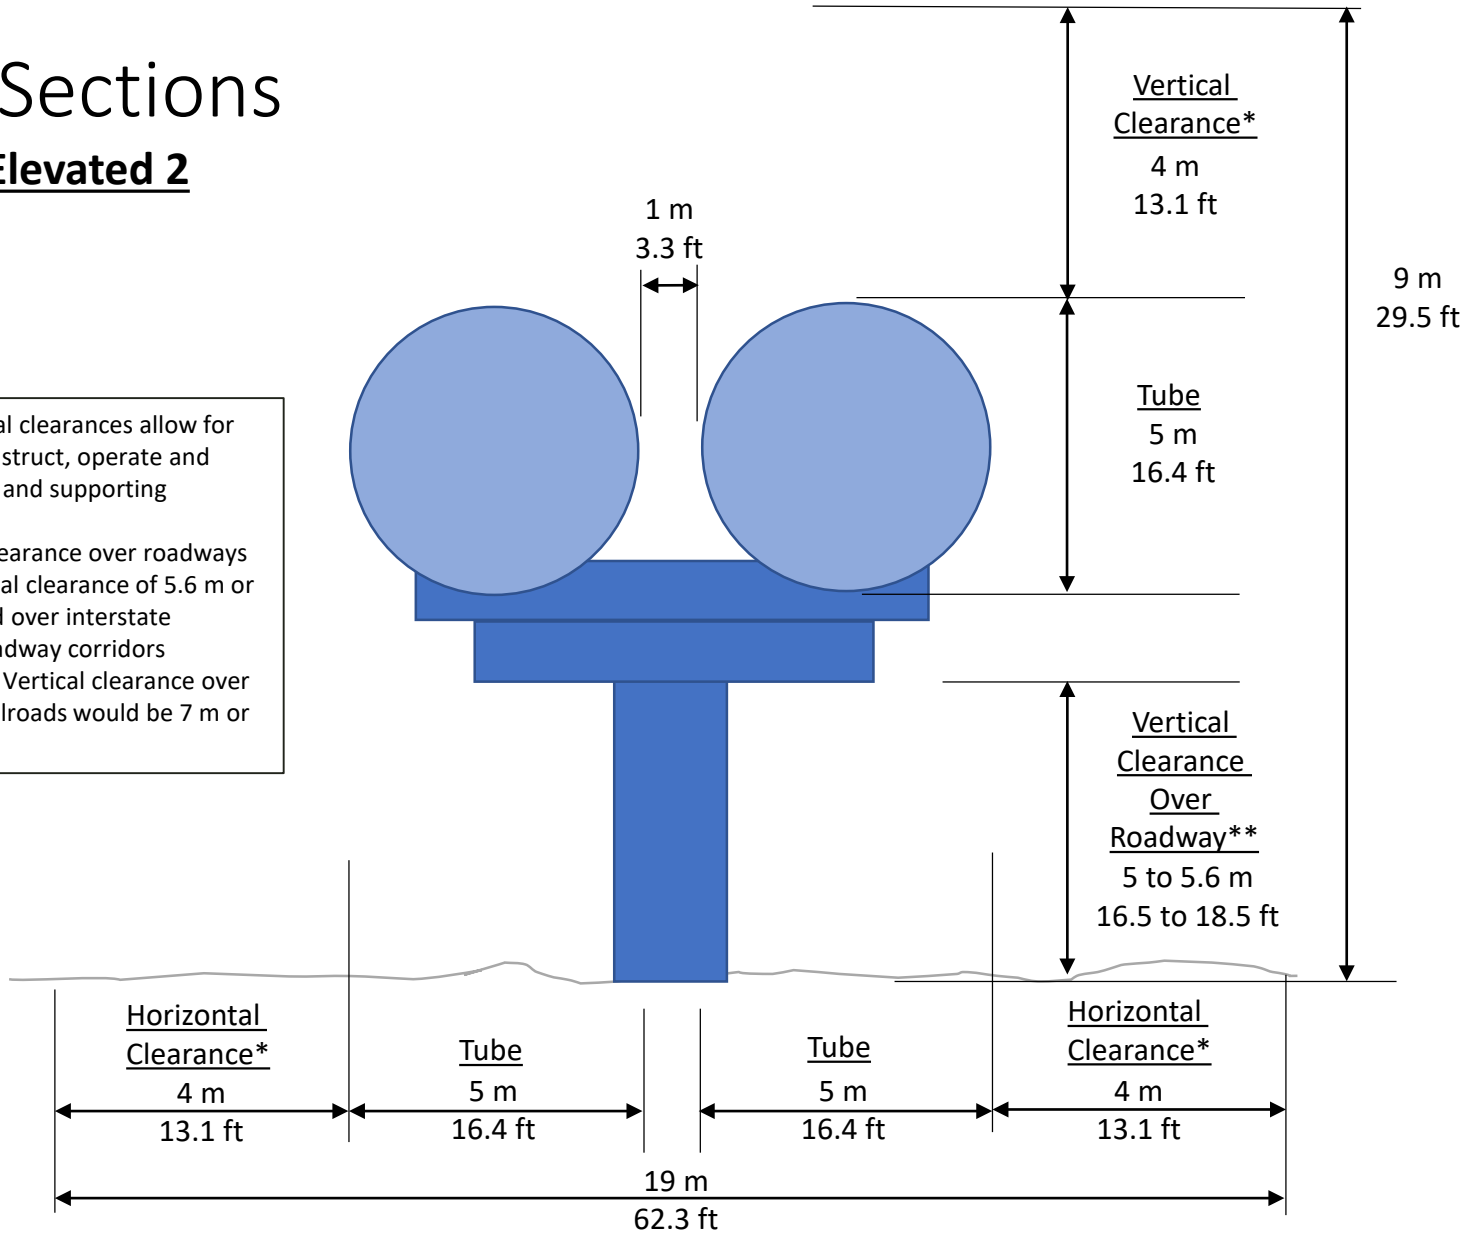 Sections
Elevated 2
al clearances allow for
struct, operate and
and supporting
earance over roadways
al clearance of 5.6 m or
d over interstate
adway corridors
Vertical clearance over
lroads would be 7 m or
1 m
3.3 ft
Vertical
Clearance*
4 m
13.1 ft
9 m
29.5 ft
Tube
5 m
16.4 ft
Vertical
Clearance
Over
Roadway**
5 to 5.6 m
16.5 to 18.5 ft
Horizontal
Clearance*
4 m
13.1 ft
Tube
5 m
16.4 ft
Tube
5 m
16.4 ft
Horizontal
Clearance*
4 m
13.1 ft
19 m
62.3 ft